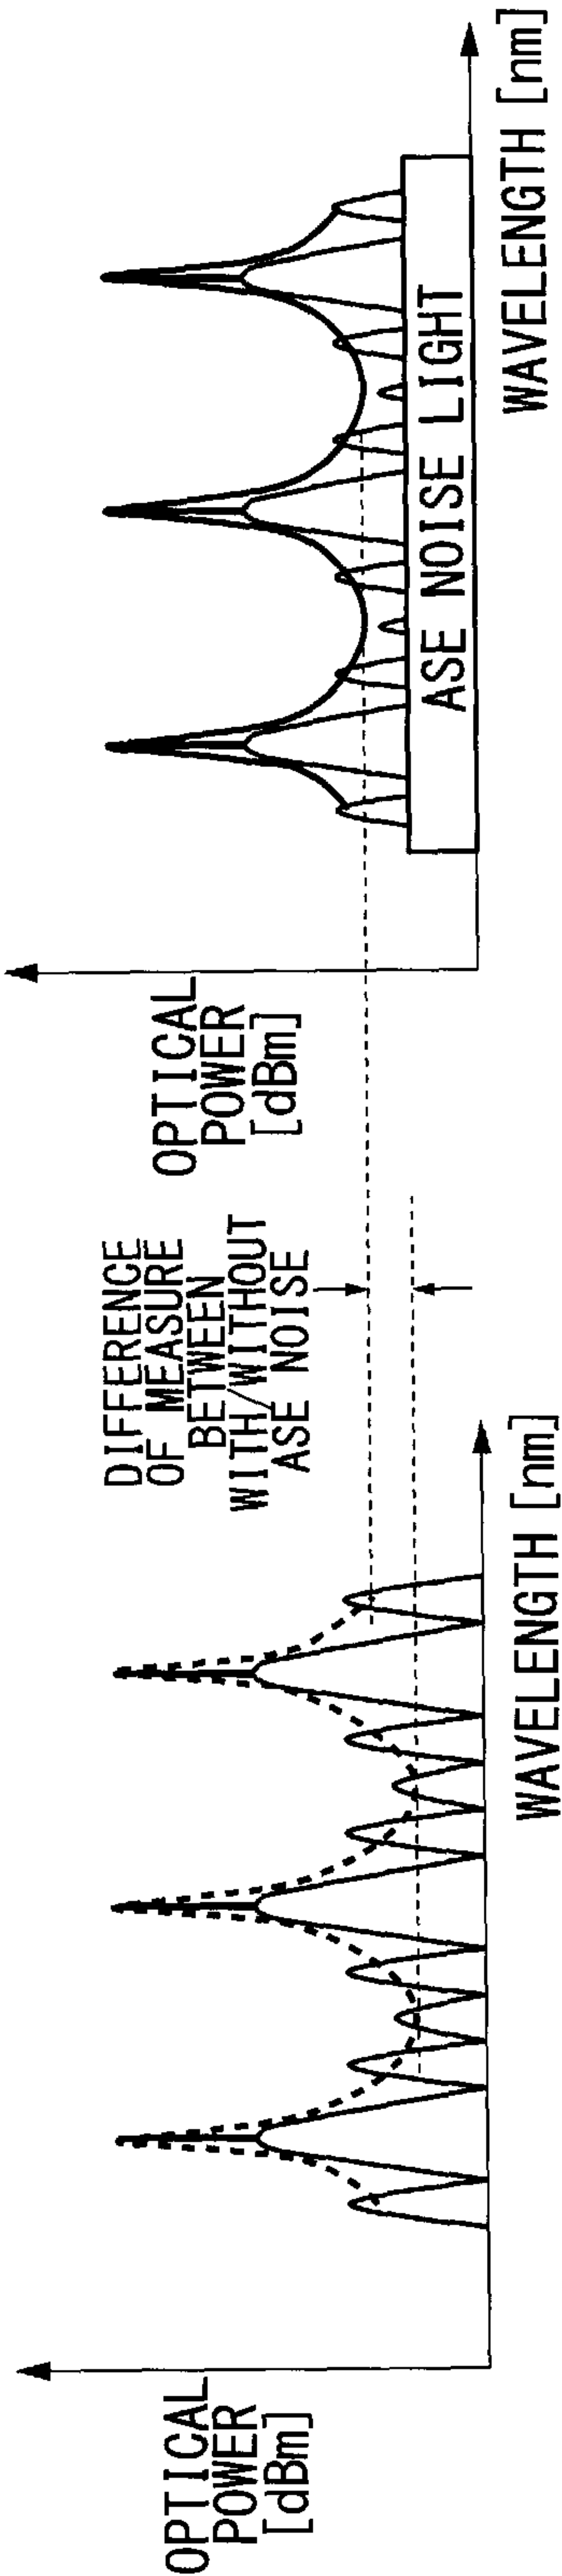 OPTICAL
POWER
[dBm]
WAVELENGTH [nm]
DIFFERENCE
OF MEASURE
BETWEEN
WITH/WITHOUT
ASE NOISE
OPTICAL
POWER
[dBm]
ASE NOISE LIGHT
WAVELENGTH [nm]